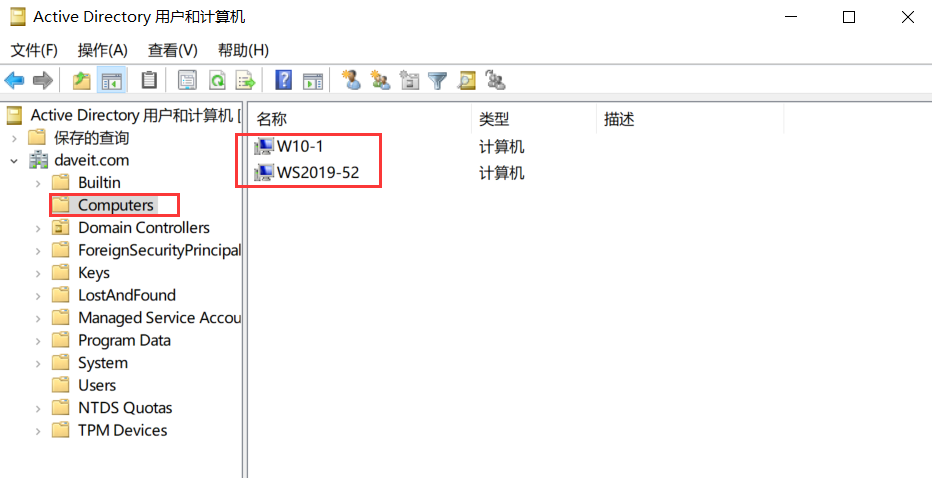 Active Directory 用户和计算机
文件(F) 操作(A) 查看(V) 帮助(H)
Active Directory 用户和计算机 [
保存的查询
daveit.com
Builtin
Computers
Domain Controllers
ForeignSecurityPrincipal
Keys
LostAndFound
Managed Service Accou
Program Data
System
Users
NTDS Quotas
TPM Devices
名称 类型 描述
W10-1 计算机
WS2019-52 计算机